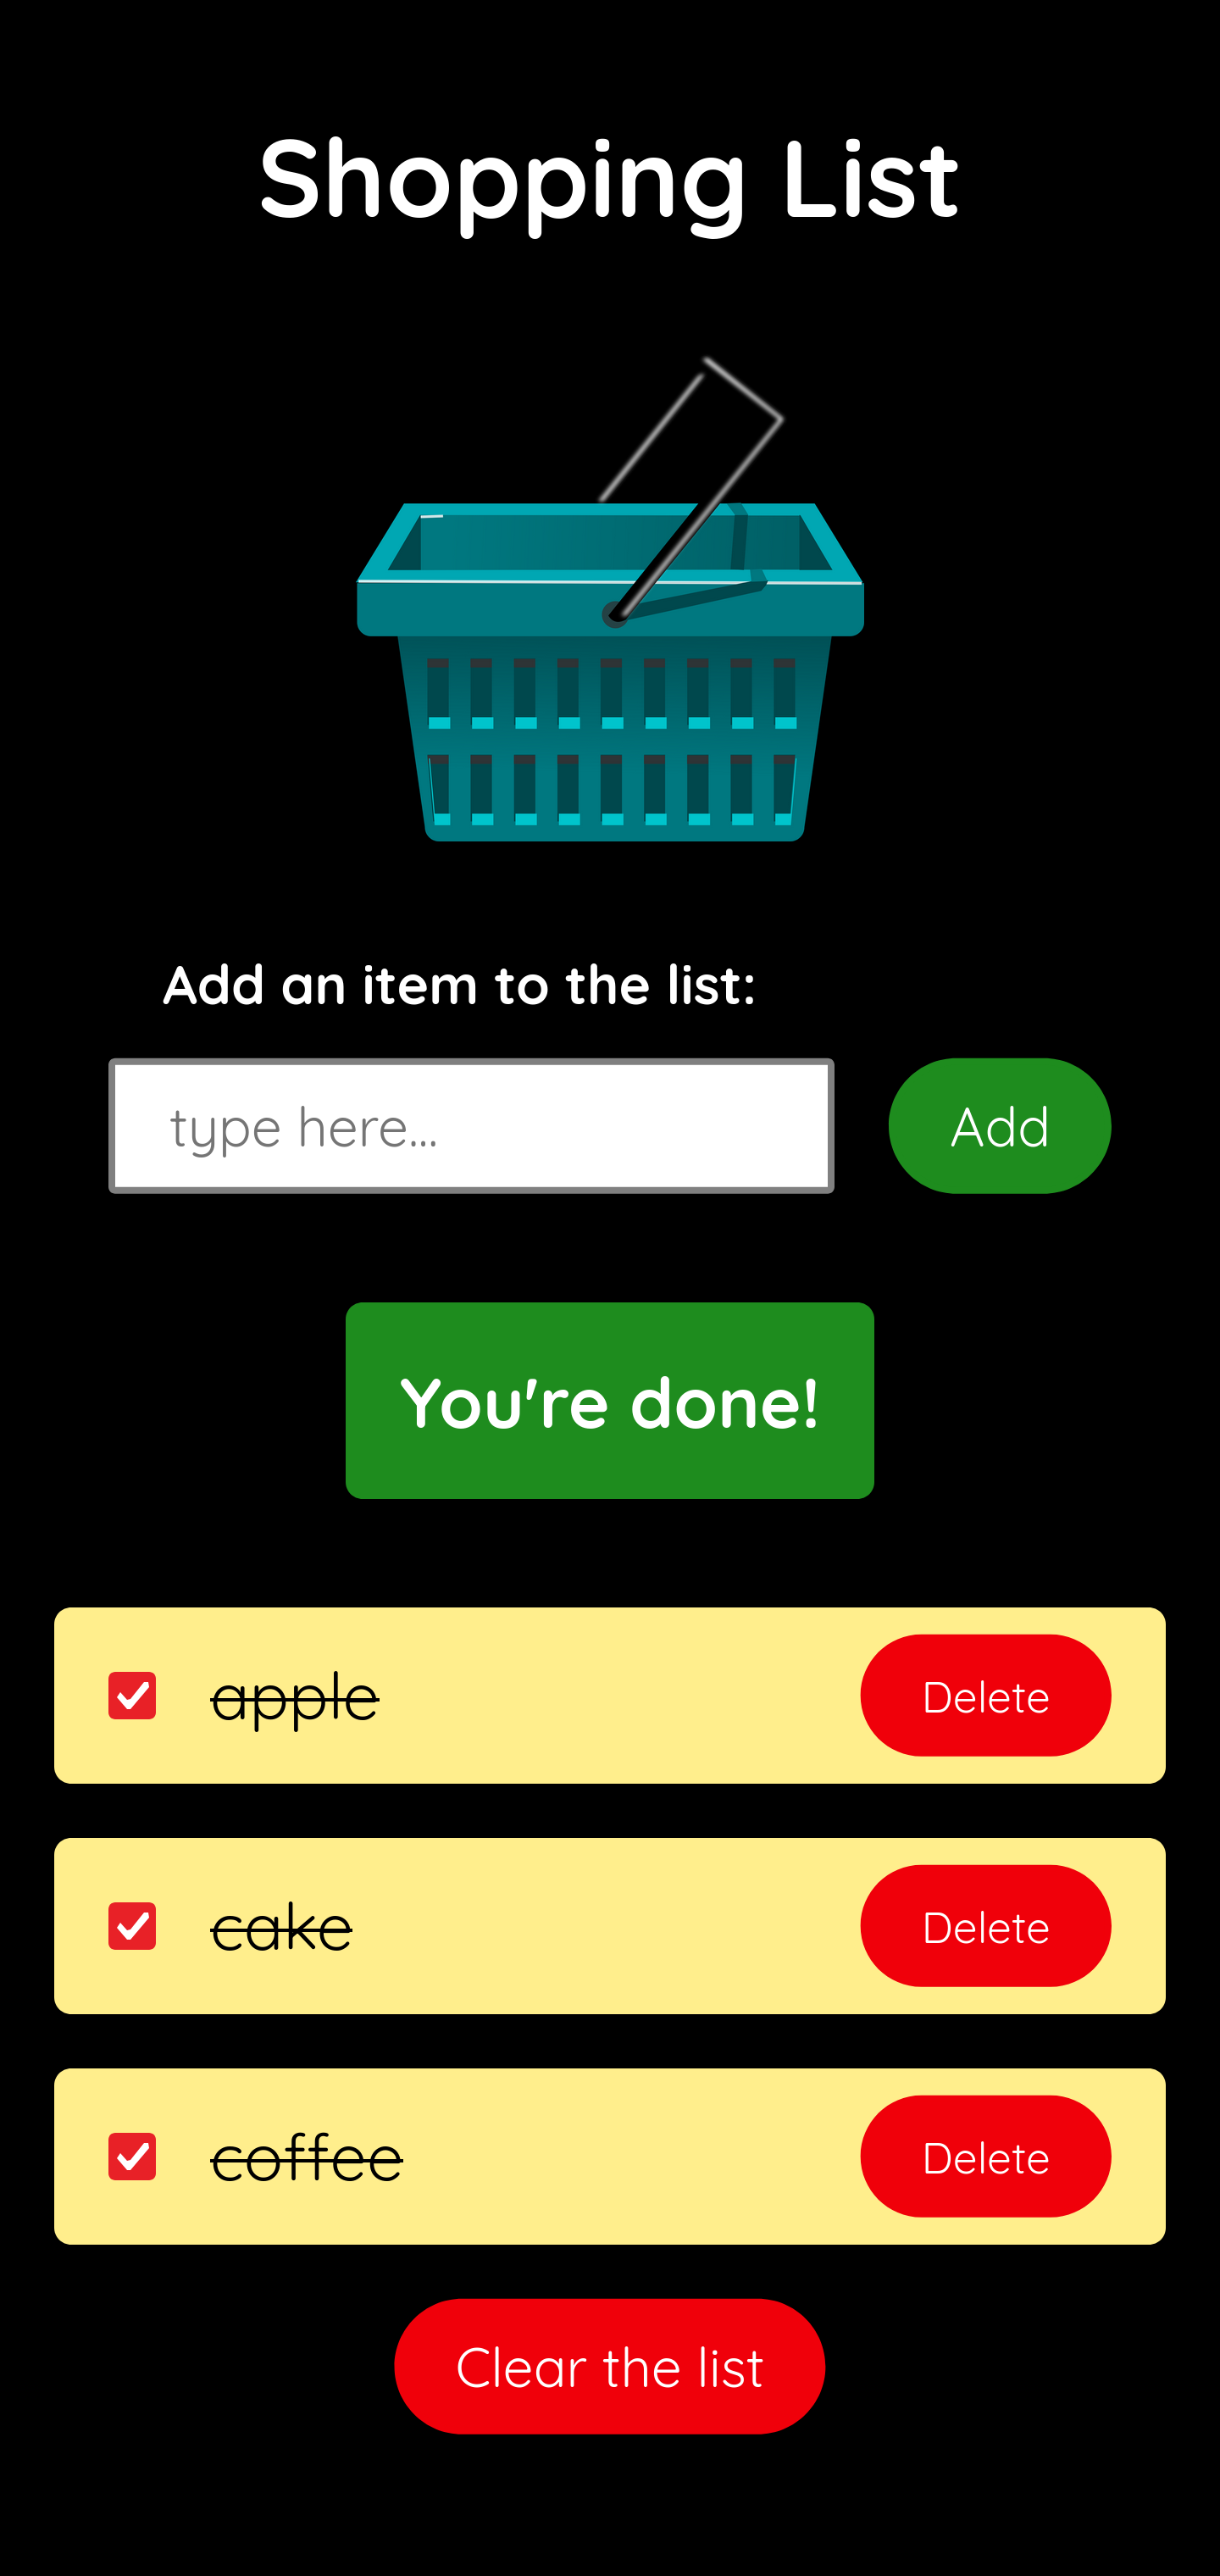 Shopping List
Add an item to the list:
type here...
Add
You're done!
apple
Delete
cake
Delete
coffee
Delete
Clear the list